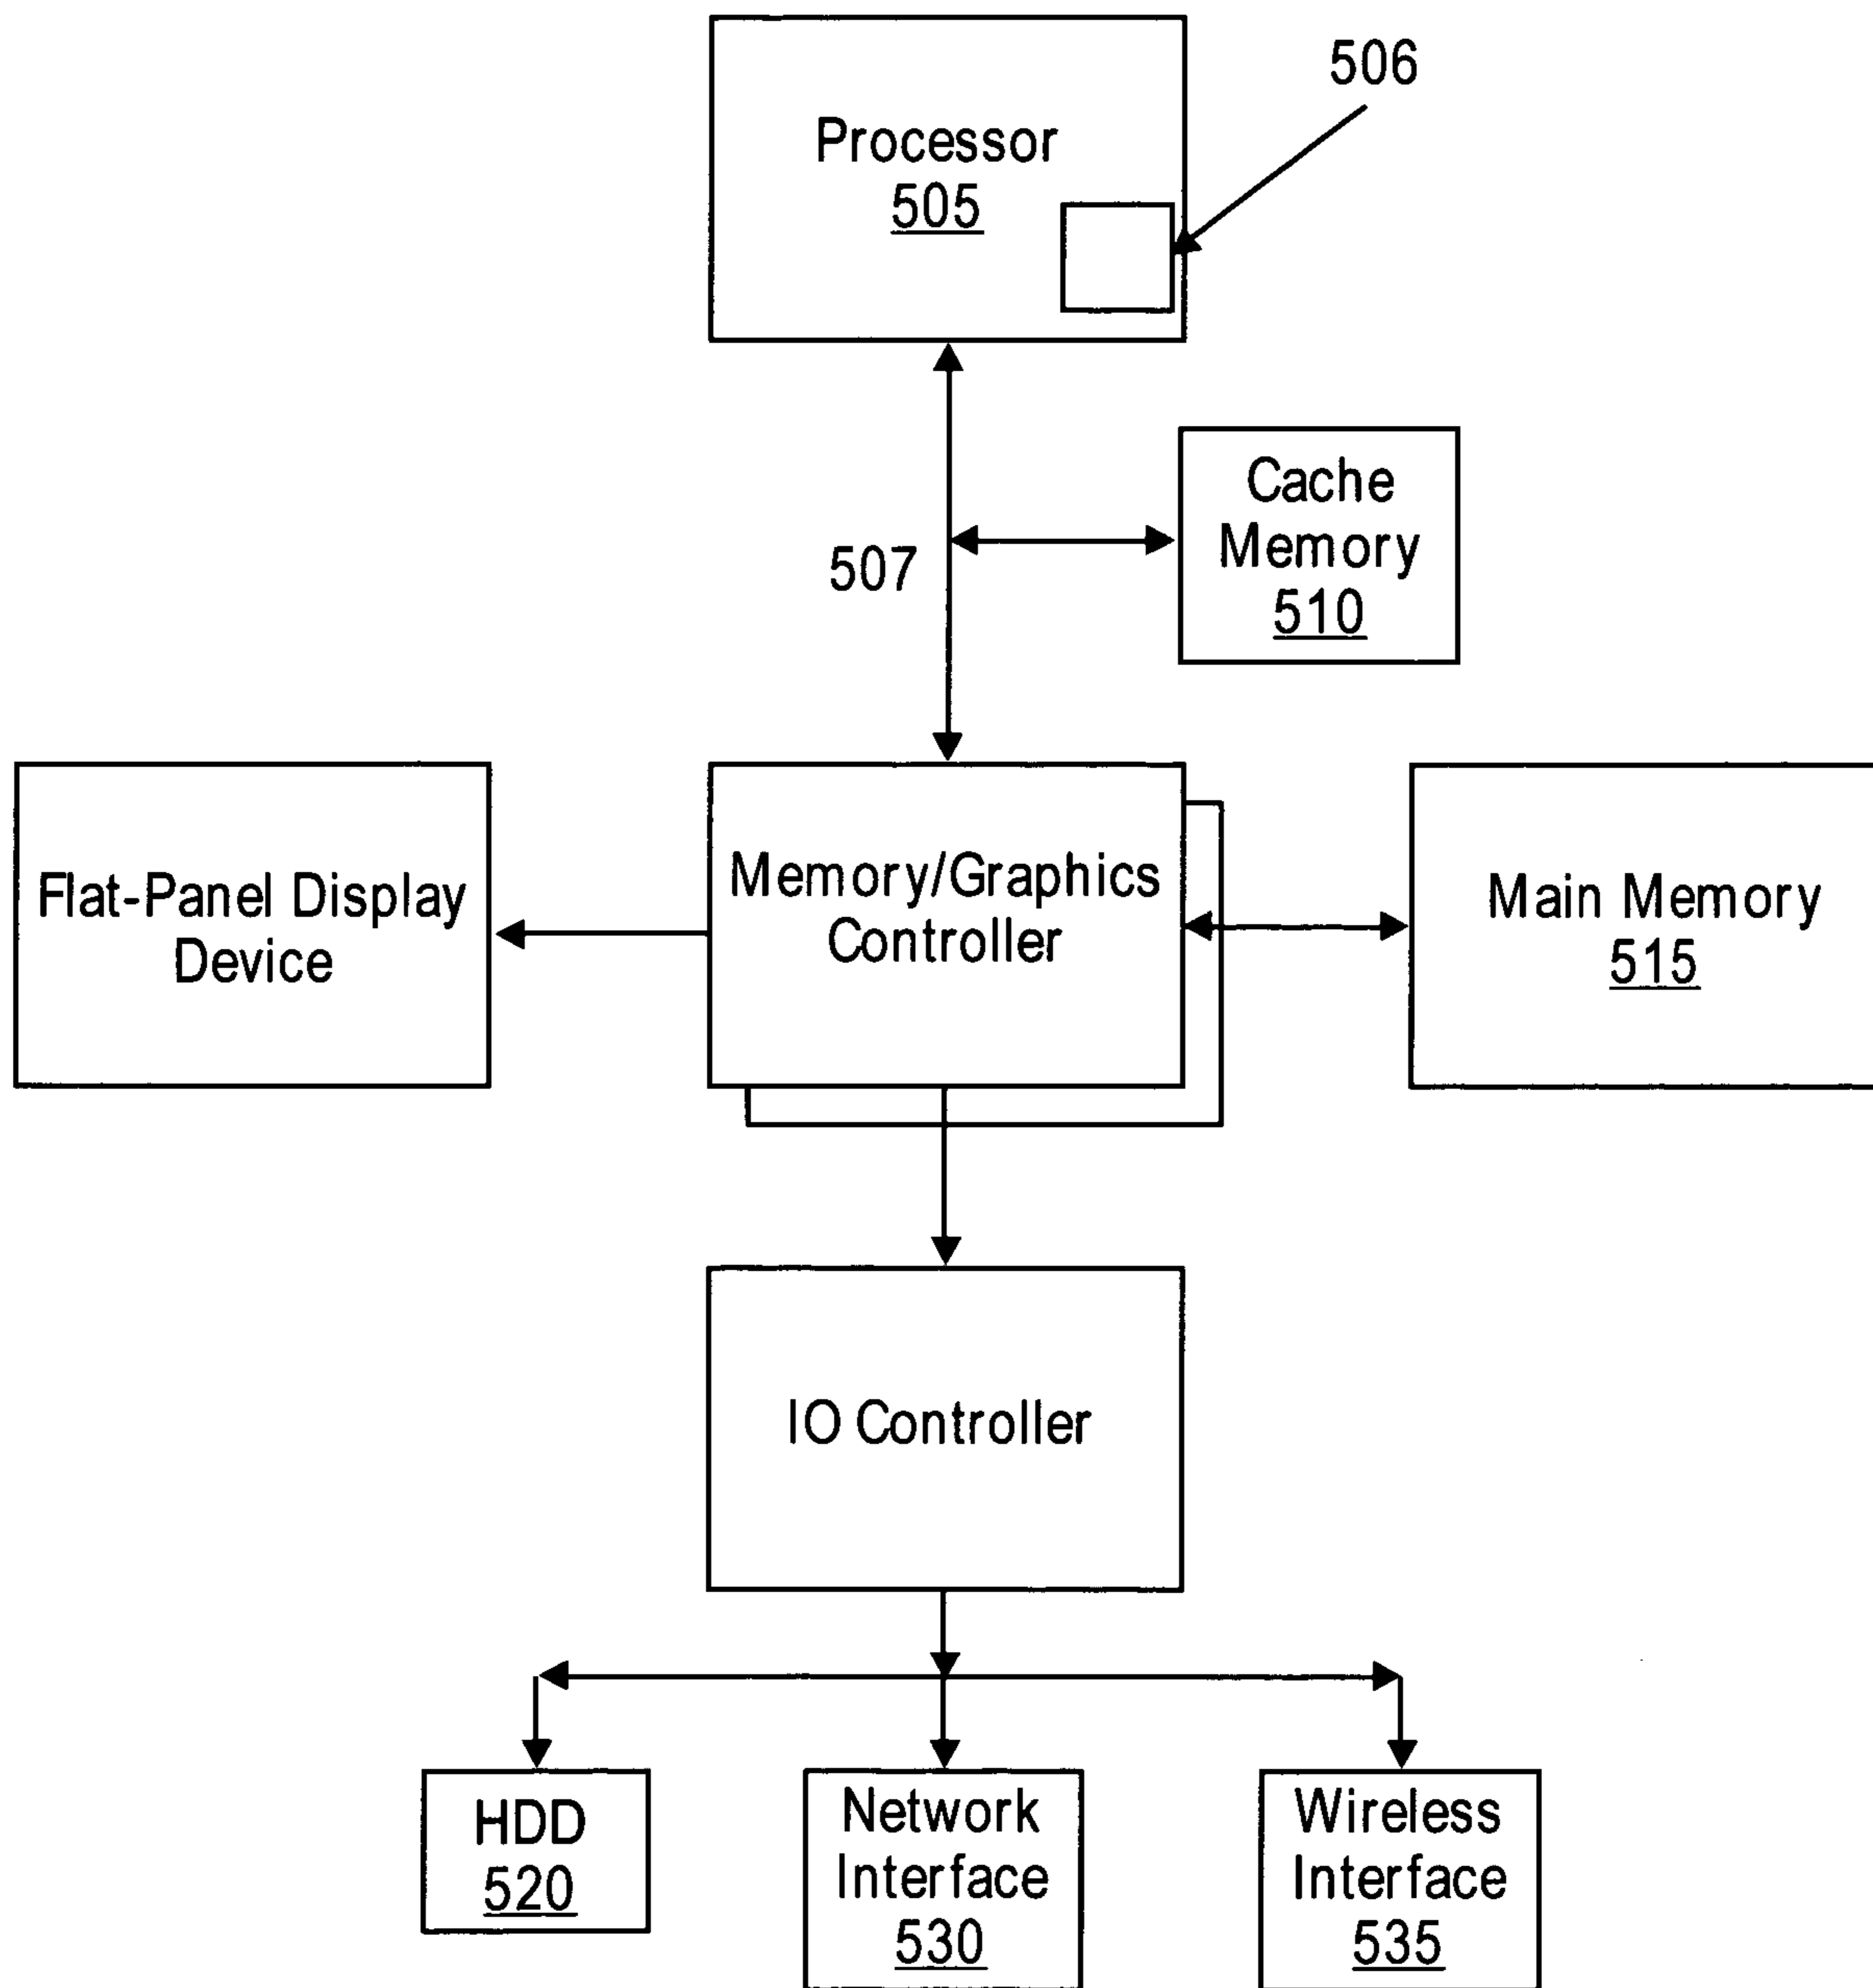 506
Processor
505
Cache
Memory
510
507
Flat-Panel Display
Device
Memory/Graphics
Controller
Main Memory
515
IO Controller
HDD
520
Network
Interface
530
Wireless
Interface
535